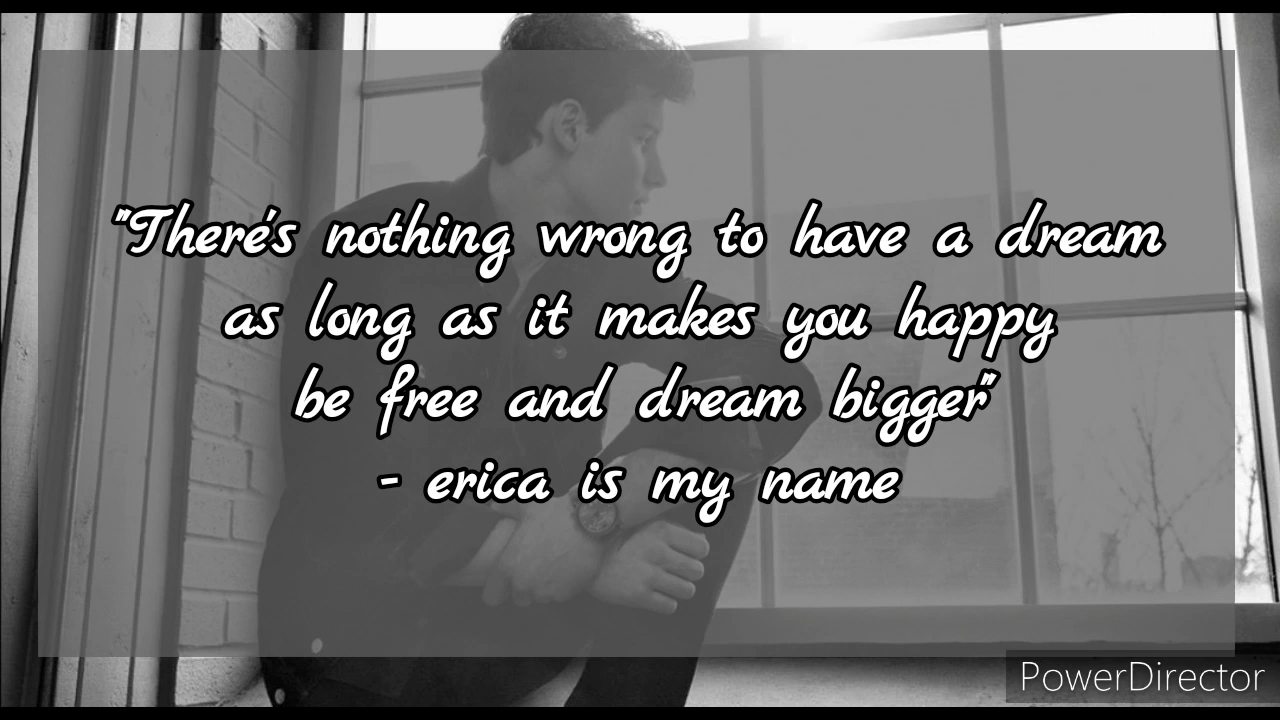 "There's nothing wrong to have a dream
as long as it makes you happy
be free and dream bigger"
- erica is my name
PowerDirector